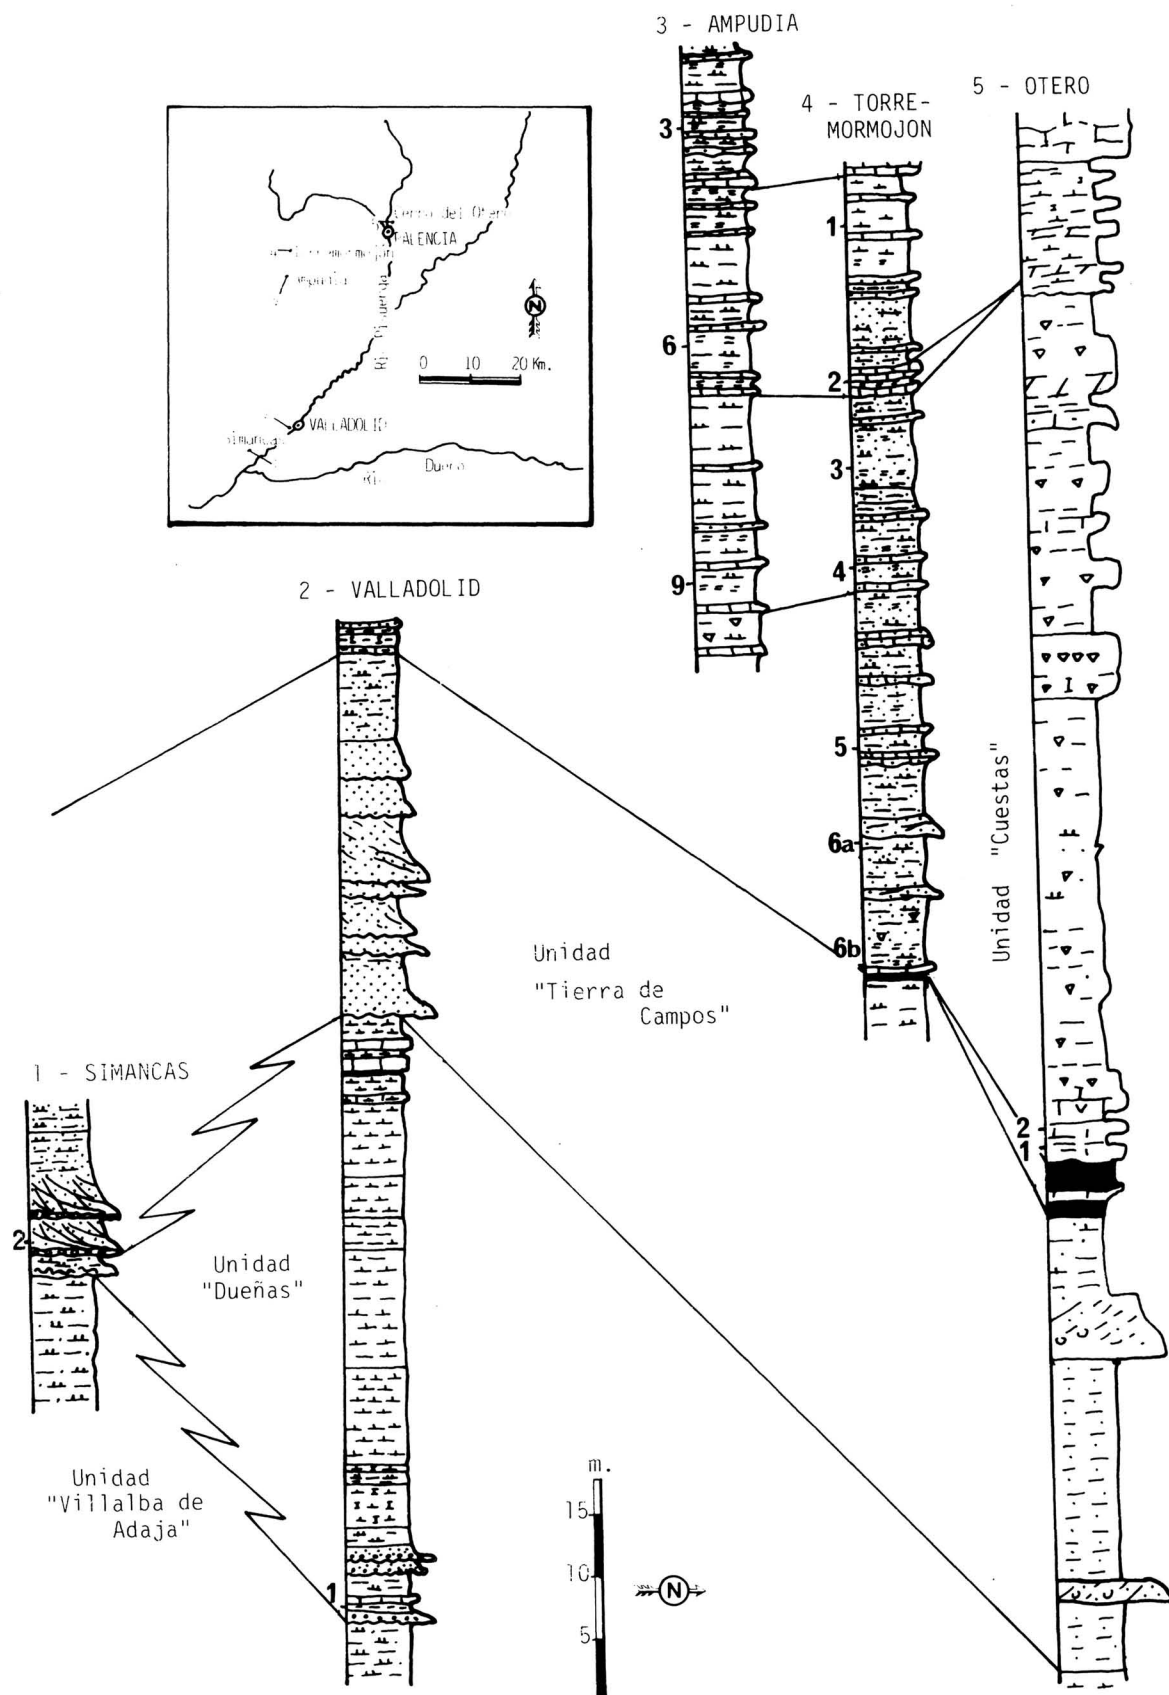 3 - AMPUDIA
4 - TORRE-
MORMOJON
5 - OTERO
3
6
9
1
2
3
4
5
6a
6b
PALENCIA
VALLADOLID
Simancas
Duero
N
0 10 20 Km.
2 - VALLADOLID
1
1 - SIMANCAS
2
Unidad
"Tierra de
Campos"
Unidad "Cuestas"
2
1
Unidad
"Dueñas"
Unidad
"Villalba de
Adaja"
m.
15
10
5
N